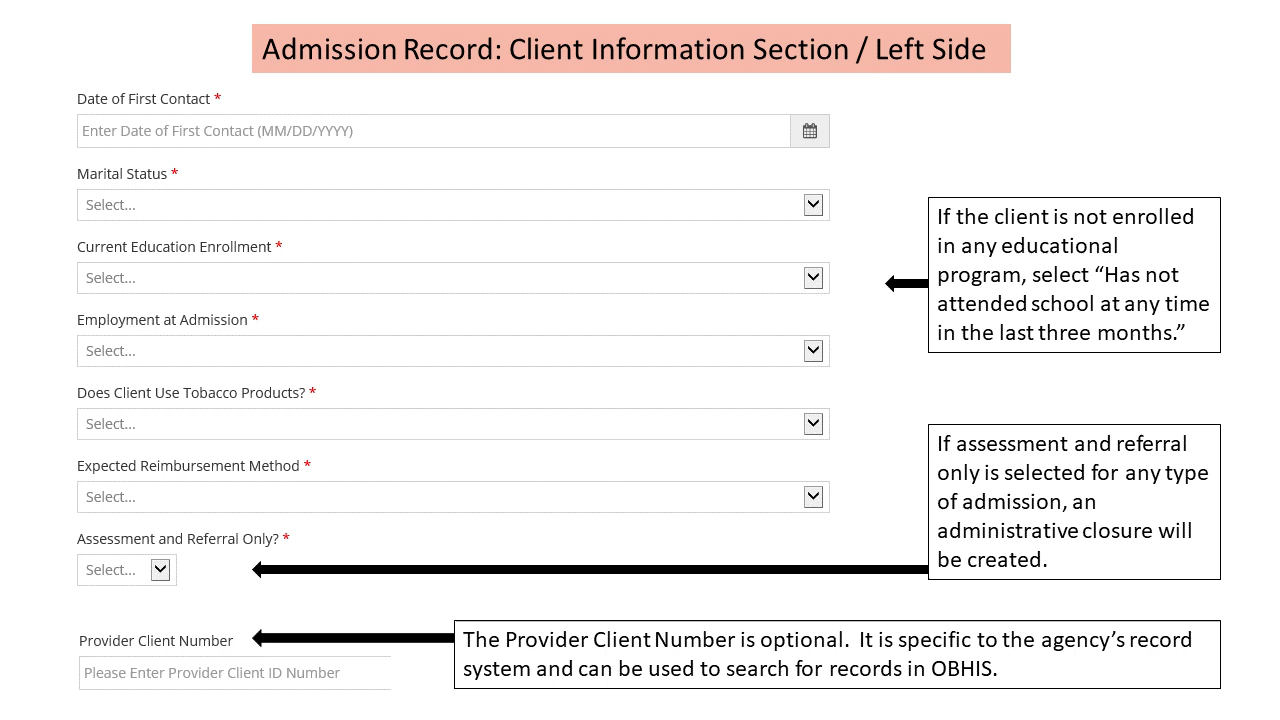 Admission Record: Client Information Section / Left Side
Date of First Contact *
Enter Date of First Contact (MM/DD/YYYY)
Marital Status *
Select...
Current Education Enrollment *
Select...
If the client is not enrolled
in any educational
program, select “Has not
attended school at any time
in the last three months.”
Employment at Admission *
Select...
Does Client Use Tobacco Products? *
Select...
Expected Reimbursement Method *
Select...
Assessment and Referral Only? *
Select...
If assessment and referral
only is selected for any type
of admission, an
administrative closure will
be created.
Provider Client Number
Please Enter Provider Client ID Number
The Provider Client Number is optional.  It is specific to the agency’s record
system and can be used to search for records in OBHIS.